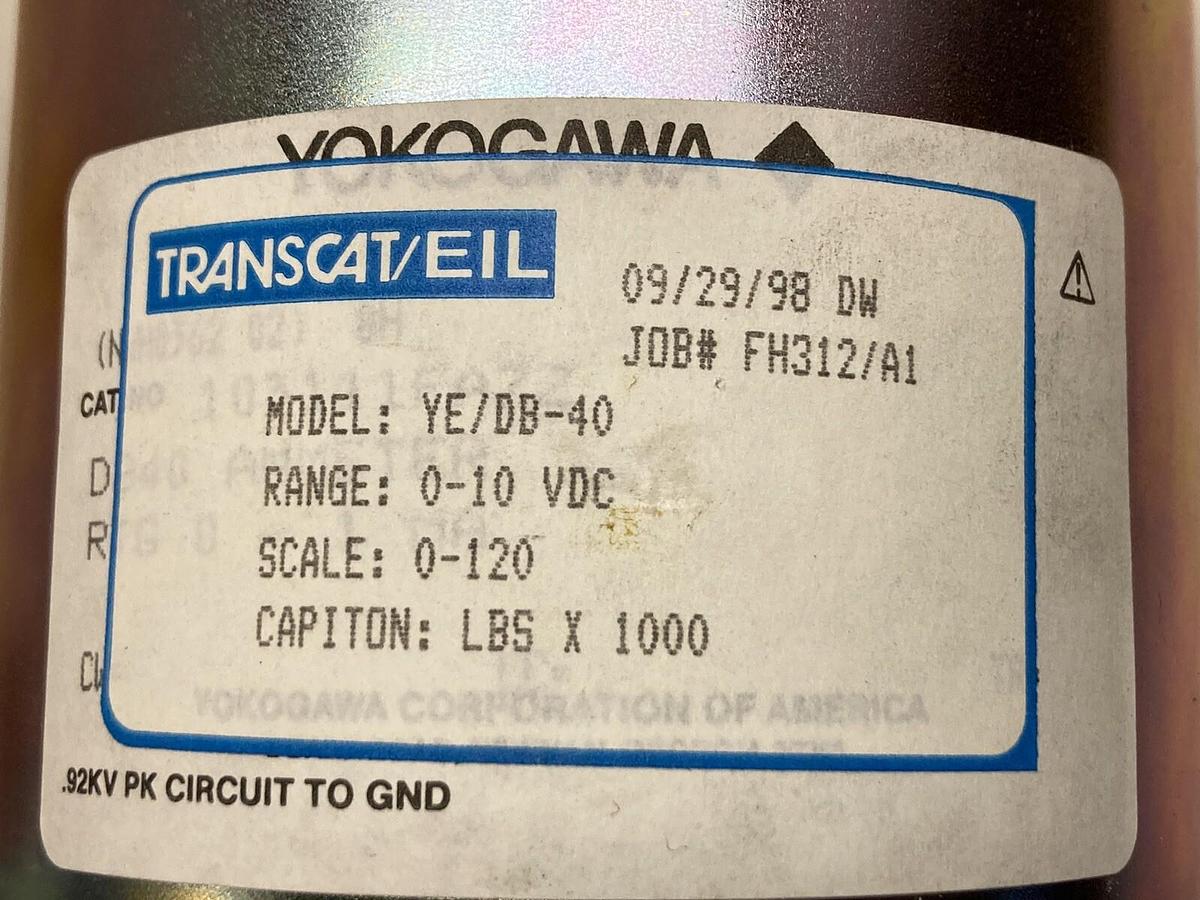 YOKOGAWA
TRANSCAT/EIL
09/29/98 DW
JOB# FH312/A1
MODEL: YE/DB-40
RANGE: 0-10 VDC
SCALE: 0-120
CAPITON: LBS X 1000
CAT NO
YOKOGAWA CORPORATION OF AMERICA
.92KV PK CIRCUIT TO GND